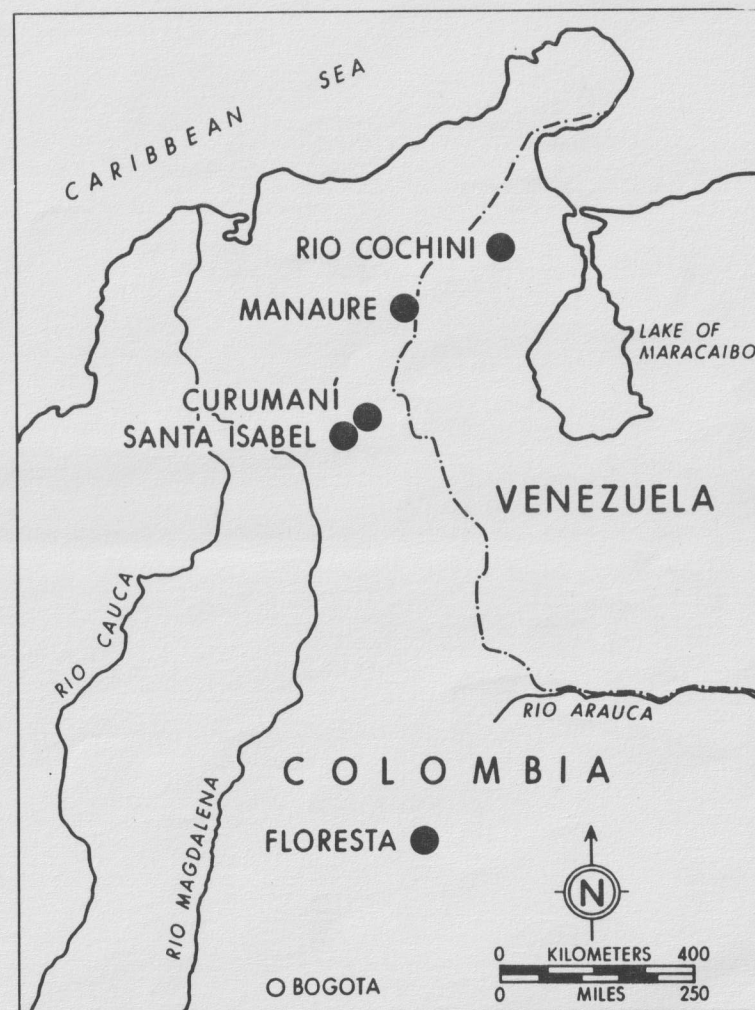 CARIBBEAN SEA
RIO COCHINI
MANAURE
LAKE OF
MARACAIBO
CURUMANÍ
SANTA ISABEL
VENEZUELA
RIO CAUCA
RIO ARAUCA
COLOMBIA
RIO MAGDALENA
FLORESTA
N
0 KILOMETERS 400
0 MILES 250
BOGOTA